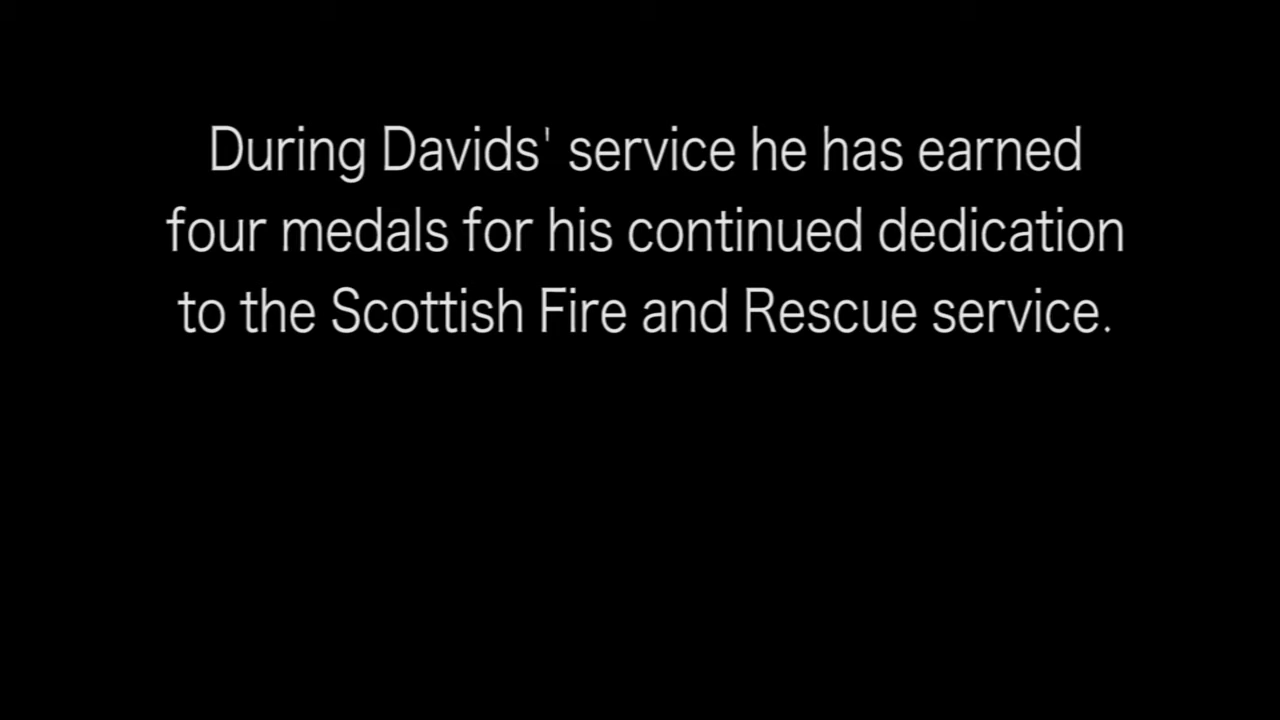 During Davids' service he has earned
four medals for his continued dedication
to the Scottish Fire and Rescue service.